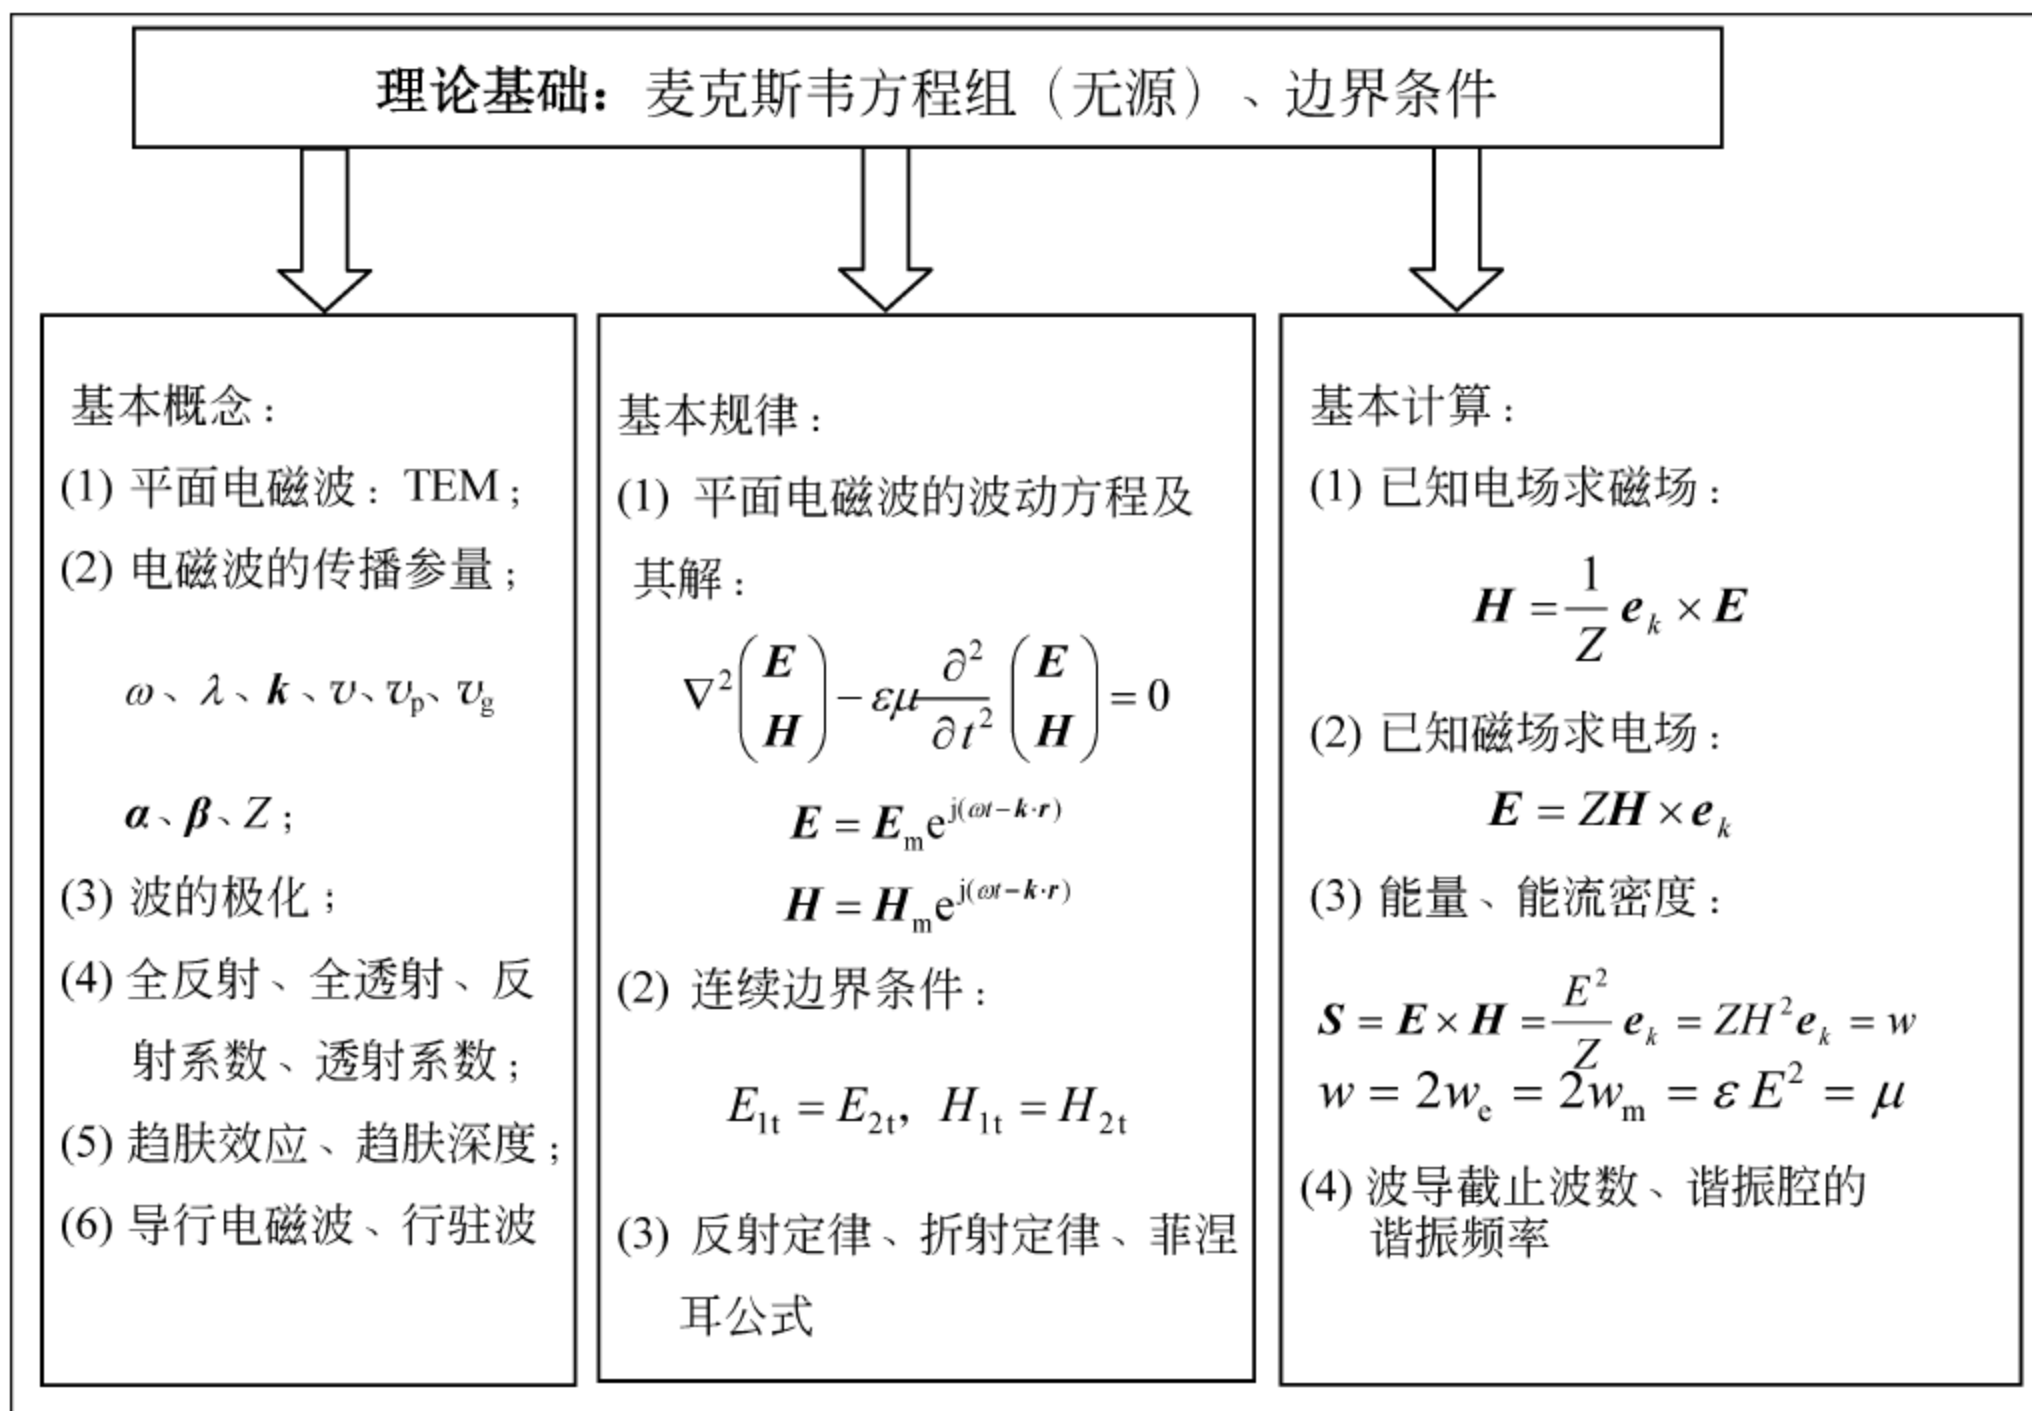 理论基础：麦克斯韦方程组（无源）、边界条件
基本概念：
(1) 平面电磁波：TEM；
(2) 电磁波的传播参量；
ω、λ、k、υ、υp、υg
α、β、Z；
(3) 波的极化；
(4) 全反射、全透射、反
射系数、透射系数；
(5) 趋肤效应、趋肤深度；
(6) 导行电磁波、行驻波
基本规律：
(1) 平面电磁波的波动方程及
其解：
∇²(E H) − εμ ∂²/∂t² (E H) = 0
E = Eₘe^{j(ωt−k·r)}
H = Hₘe^{j(ωt−k·r)}
(2) 连续边界条件：
E₁ₜ = E₂ₜ, H₁ₜ = H₂ₜ
(3) 反射定律、折射定律、菲涅
耳公式
基本计算：
(1) 已知电场求磁场：
H = 1/Z eₖ × E
(2) 已知磁场求电场：
E = ZH × eₖ
(3) 能量、能流密度：
S = E × H = E²/Z eₖ = ZH²eₖ = w
w = 2wₑ = 2wₘ = εE² = μ
(4) 波导截止波数、谐振腔的
谐振频率